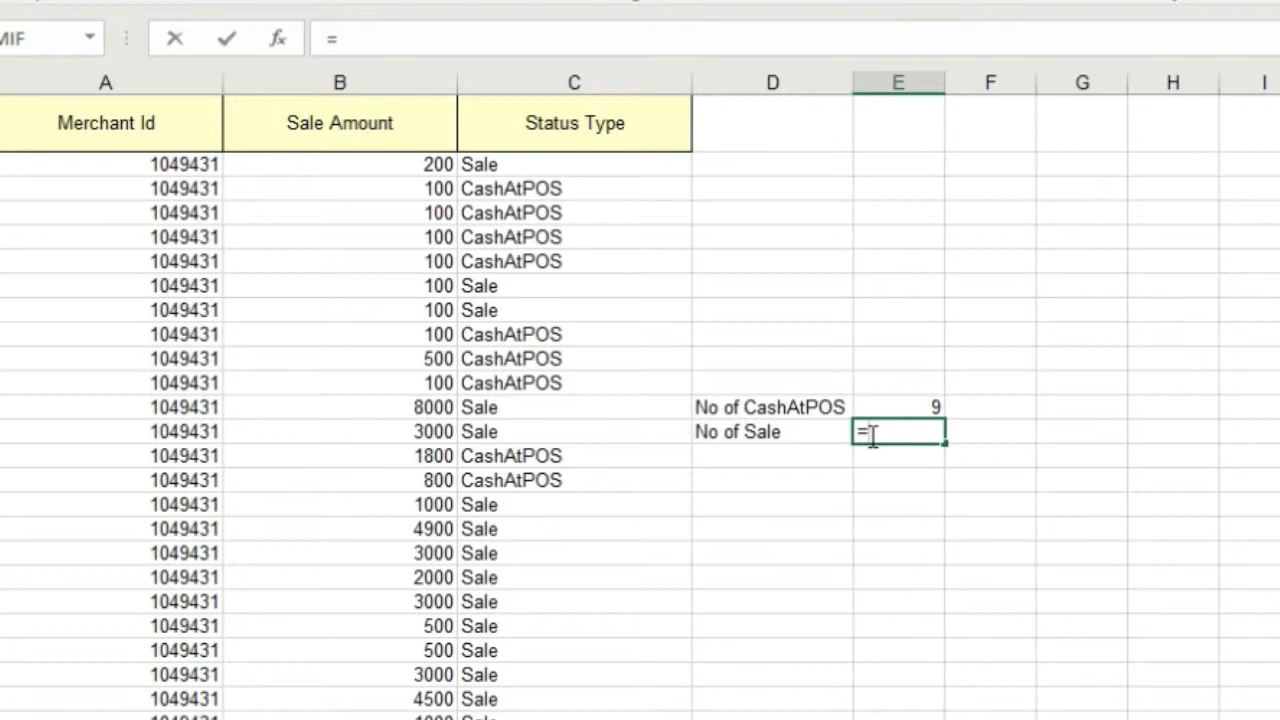 MIF =
A B C D E F G H I
Merchant Id Sale Amount Status Type
1049431 200 Sale
1049431 100 CashAtPOS
1049431 100 CashAtPOS
1049431 100 CashAtPOS
1049431 100 CashAtPOS
1049431 100 Sale
1049431 100 Sale
1049431 100 CashAtPOS
1049431 500 CashAtPOS
1049431 100 CashAtPOS
1049431 8000 Sale No of CashAtPOS 9
1049431 3000 Sale No of Sale =
1049431 1800 CashAtPOS
1049431 800 CashAtPOS
1049431 1000 Sale
1049431 4900 Sale
1049431 3000 Sale
1049431 2000 Sale
1049431 3000 Sale
1049431 500 Sale
1049431 500 Sale
1049431 3000 Sale
1049431 4500 Sale